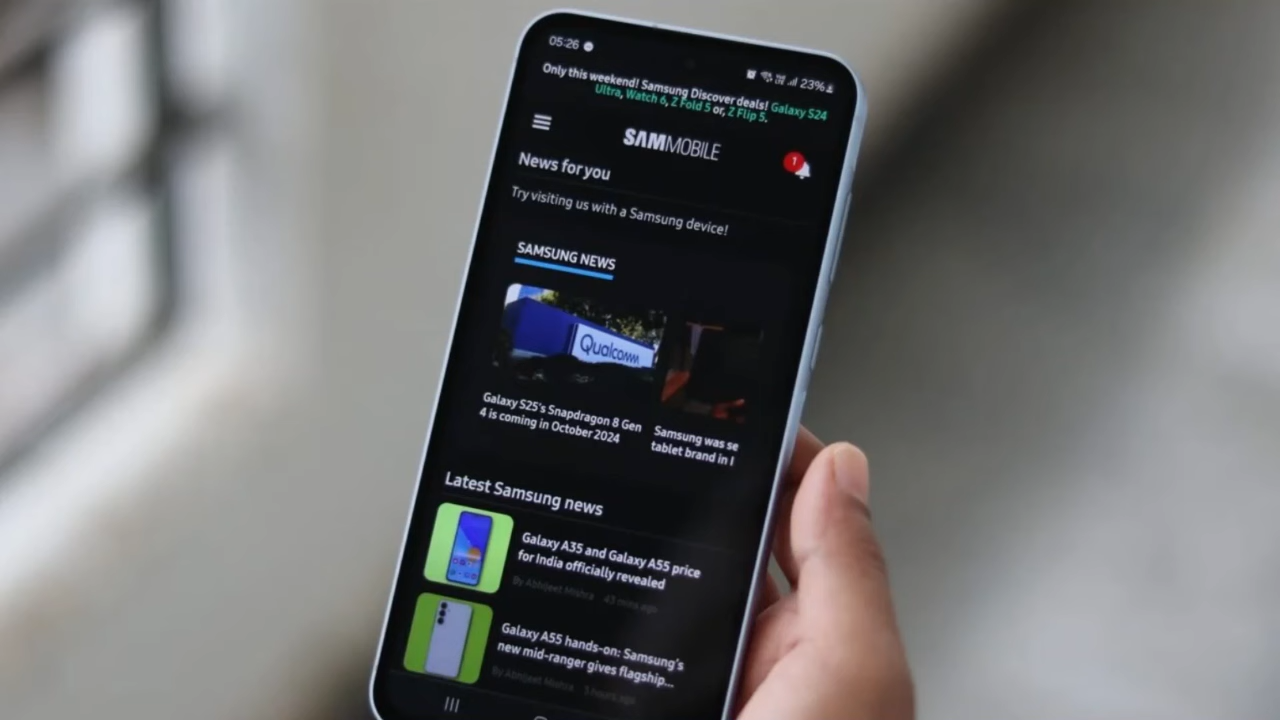 05:26
23%
Only this weekend! Samsung Discover deals! Galaxy S24
Ultra, Watch 6, Z Fold 5 or, Z Flip 5.
SAMMOBILE
1
News for you
Try visiting us with a Samsung device!
SAMSUNG NEWS
Qualcomm
Galaxy S25's Snapdragon 8 Gen
4 is coming in October 2024
Samsung was se
tablet brand in I
Latest Samsung news
Galaxy A35 and Galaxy A55 price
for India officially revealed
By Abhijeet Mishra 43 mins ago
Galaxy A55 hands-on: Samsung's
new mid-ranger gives flagship...
By Abhijeet Mishra 5 hours ago